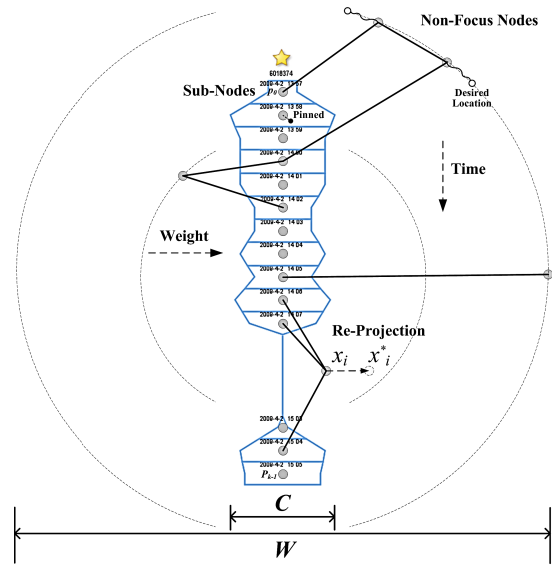 Non-Focus Nodes
6018374
Sub-Nodes
2009-4-2 13 57
p0
Desired
Location
2009-4-2 13 58
Pinned
2009-4-2 13 59
2009-4-2 14 00
Time
2009-4-2 14 01
2009-4-2 14 02
2009-4-2 14 03
Weight
2009-4-2 14 04
2009-4-2 14 05
2009-4-2 14 06
2009-4-2 14 07
Re-Projection
xi x*i
2009-4-2 15 03
2009-4-2 15 04
2009-4-2 15 05
Pk-1
C
W